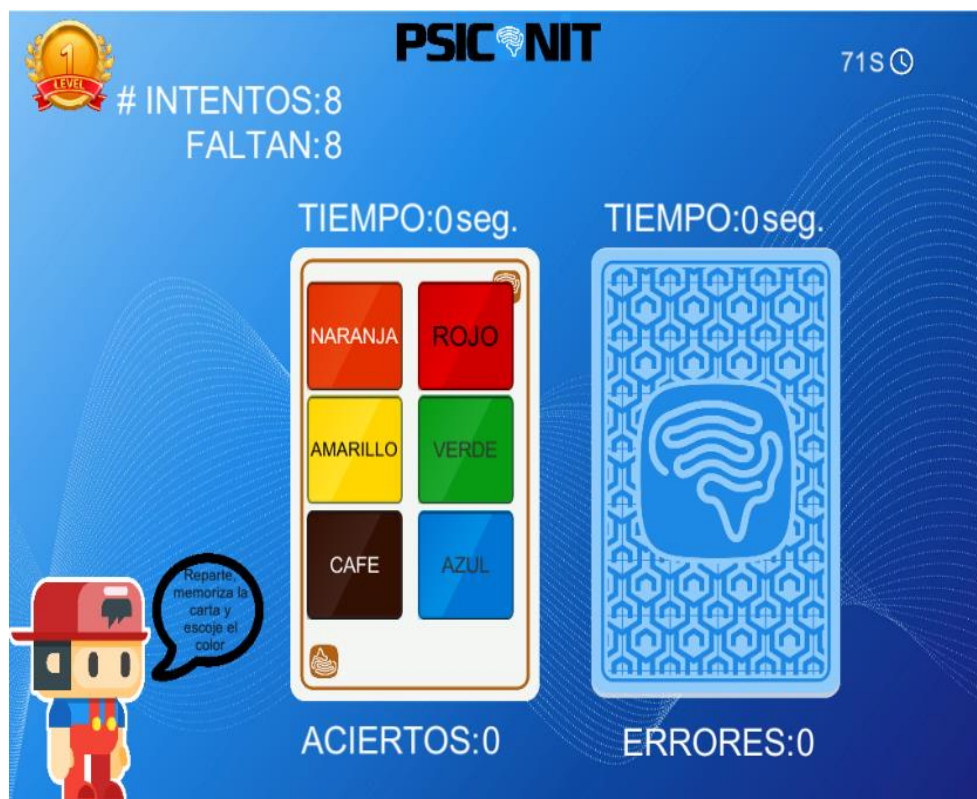 PSIC NIT
1
LEVEL
71S
# INTENTOS:8
FALTAN:8
TIEMPO:0seg.
TIEMPO:0seg.
NARANJA
ROJO
AMARILLO
VERDE
CAFE
AZUL
Reparte,
memoriza la
carta y
escoje el
color
ACIERTOS:0
ERRORES:0